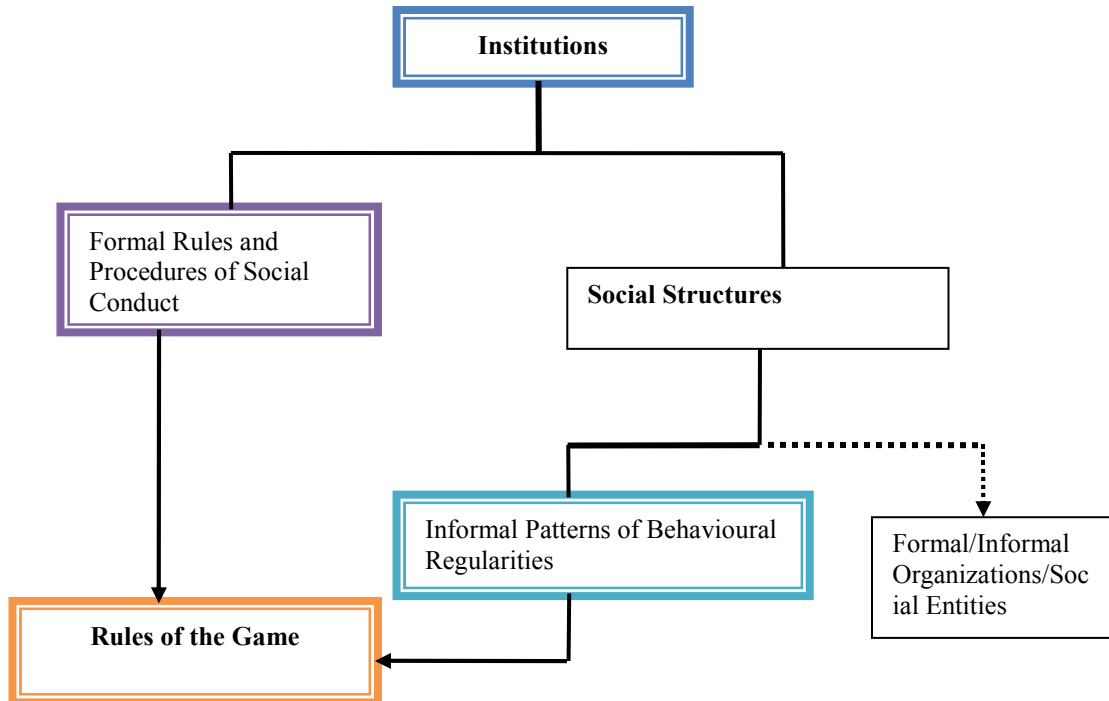 Institutions
Formal Rules and
Procedures of Social
Conduct
Social Structures
Informal Patterns of Behavioural
Regularities
Formal/Informal
Organizations/Soc
ial Entities
Rules of the Game